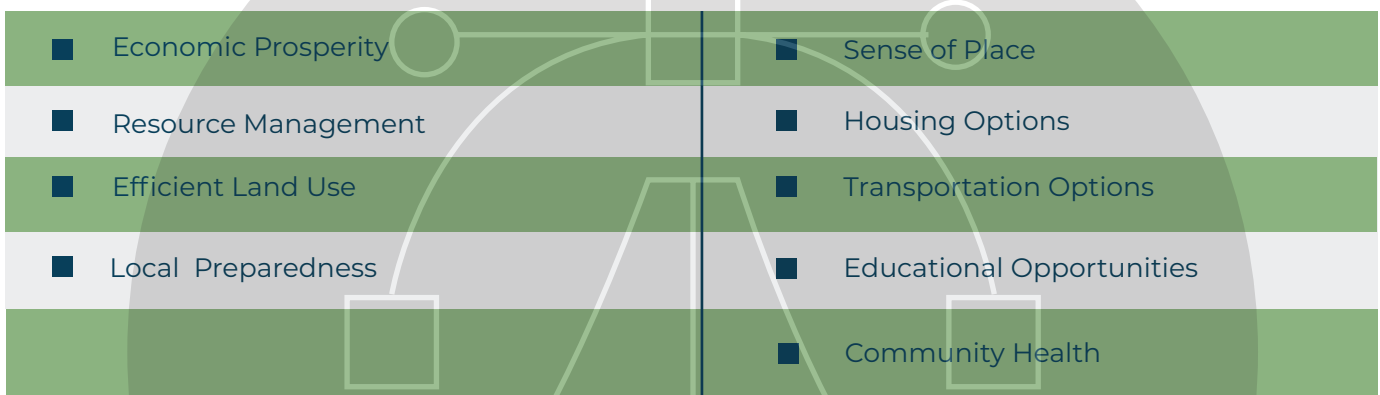 Economic Prosperity
Resource Management
Efficient Land Use
Local  Preparedness
Sense of Place
Housing Options
Transportation Options
Educational Opportunities
Community Health